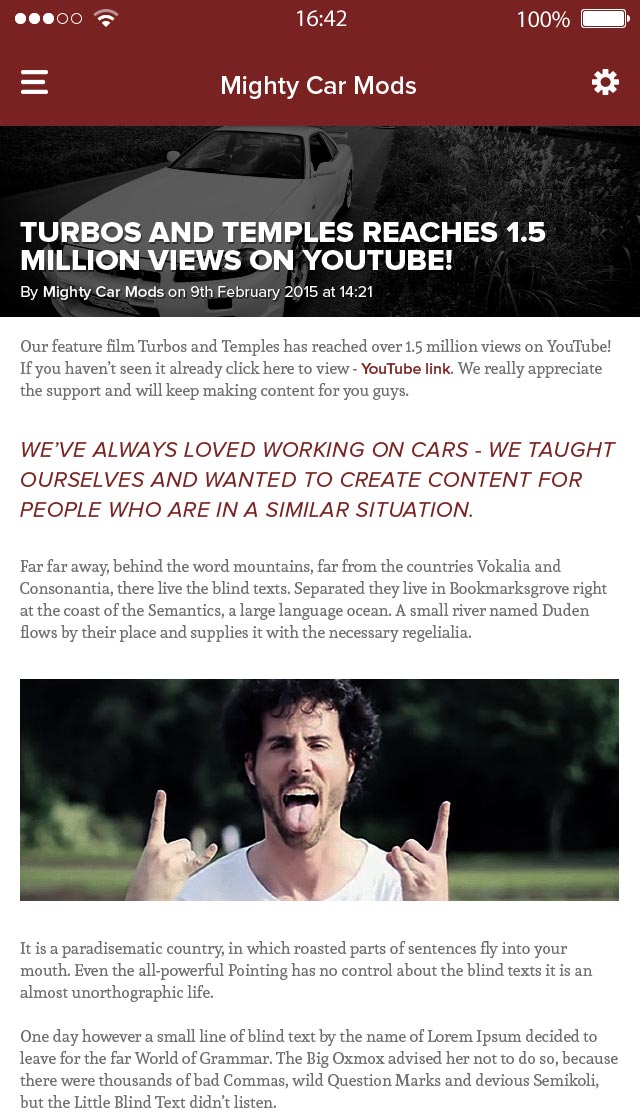 16:42
100%
Mighty Car Mods
TURBOS AND TEMPLES REACHES 1.5
MILLION VIEWS ON YOUTUBE!
By Mighty Car Mods on 9th February 2015 at 14:21
Our feature film Turbos and Temples has reached over 1.5 million views on YouTube!
If you haven't seen it already click here to view - YouTube link. We really appreciate
the support and will keep making content for you guys.
WE'VE ALWAYS LOVED WORKING ON CARS - WE TAUGHT
OURSELVES AND WANTED TO CREATE CONTENT FOR
PEOPLE WHO ARE IN A SIMILAR SITUATION.
Far far away, behind the word mountains, far from the countries Vokalia and
Consonantia, there live the blind texts. Separated they live in Bookmarksgrove right
at the coast of the Semantics, a large language ocean. A small river named Duden
flows by their place and supplies it with the necessary regelialia.
It is a paradisematic country, in which roasted parts of sentences fly into your
mouth. Even the all-powerful Pointing has no control about the blind texts it is an
almost unorthographic life.
One day however a small line of blind text by the name of Lorem Ipsum decided to
leave for the far World of Grammar. The Big Oxmox advised her not to do so, because
there were thousands of bad Commas, wild Question Marks and devious Semikoli,
but the Little Blind Text didn't listen.